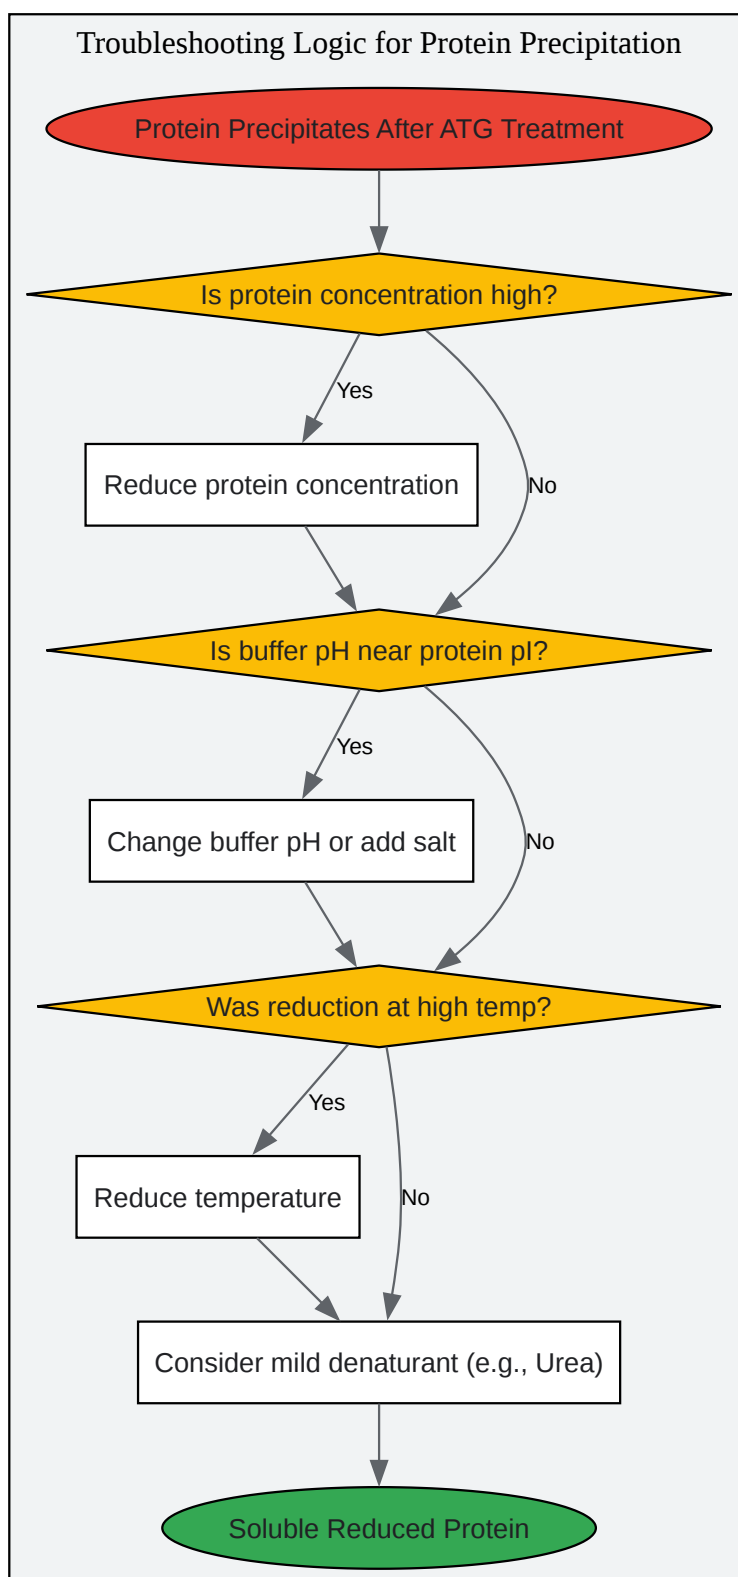 Troubleshooting Logic for Protein Precipitation
Protein Precipitates After ATG Treatment
Is protein concentration high?
Yes
Reduce protein concentration
No
Is buffer pH near protein pI?
Yes
Change buffer pH or add salt
No
Was reduction at high temp?
Yes
Reduce temperature
No
Consider mild denaturant (e.g., Urea)
Soluble Reduced Protein